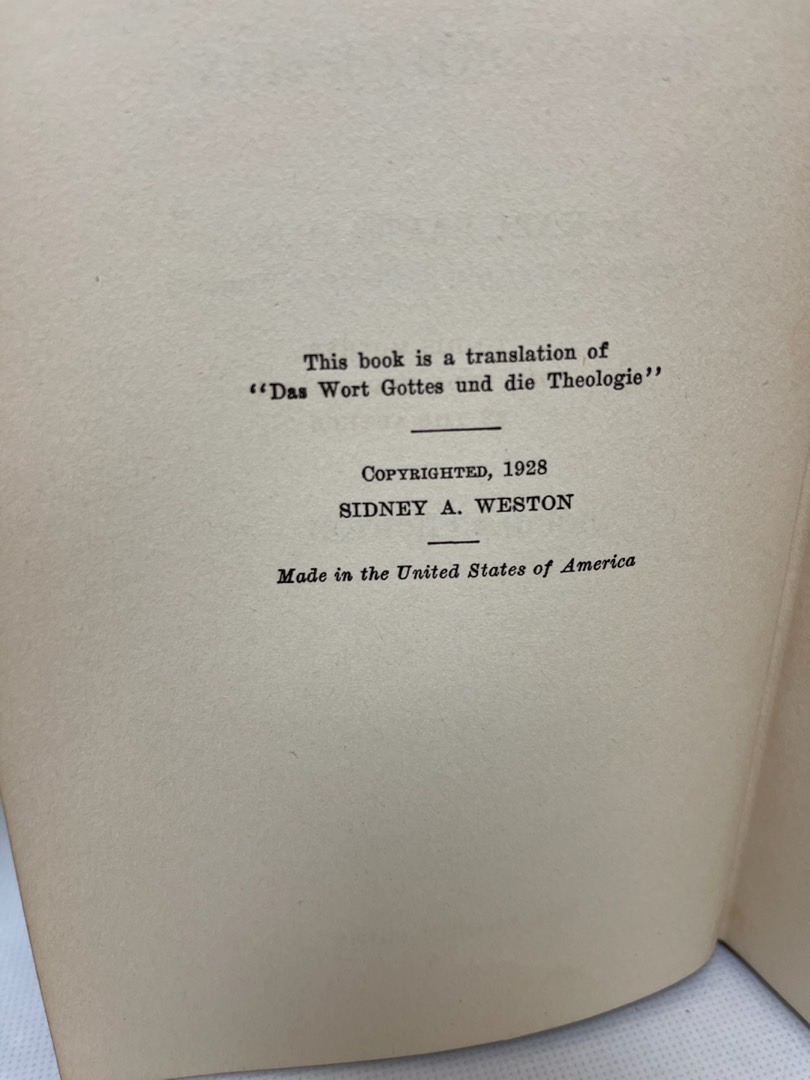 This book is a translation of
‘‘Das Wort Gottes und die Theologie’’
COPYRIGHTED, 1928
SIDNEY A. WESTON
Made in the United States of America